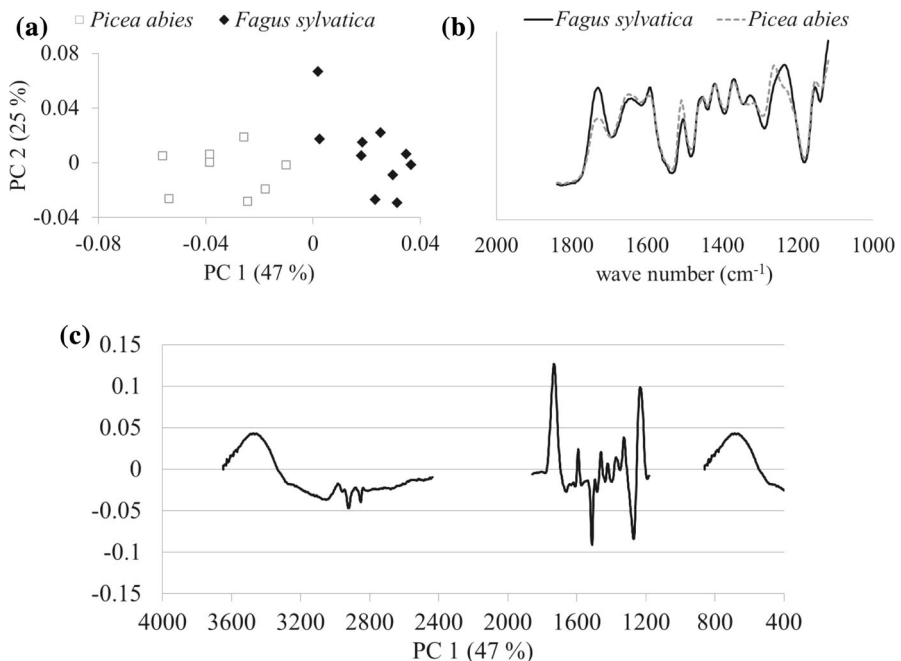 (a) Picea abies Fagus sylvatica
0.08
0.04
0
-0.04
PC 2 (25 %)
-0.08 -0.04 0 0.04
PC 1 (47 %)
(b) Fagus sylvatica Picea abies
2000 1800 1600 1400 1200 1000
wave number (cm-1)
(c)
0.15
0.1
0.05
0
-0.05
-0.1
-0.15
4000 3600 3200 2800 2400 2000 1600 1200 800 400
PC 1 (47 %)